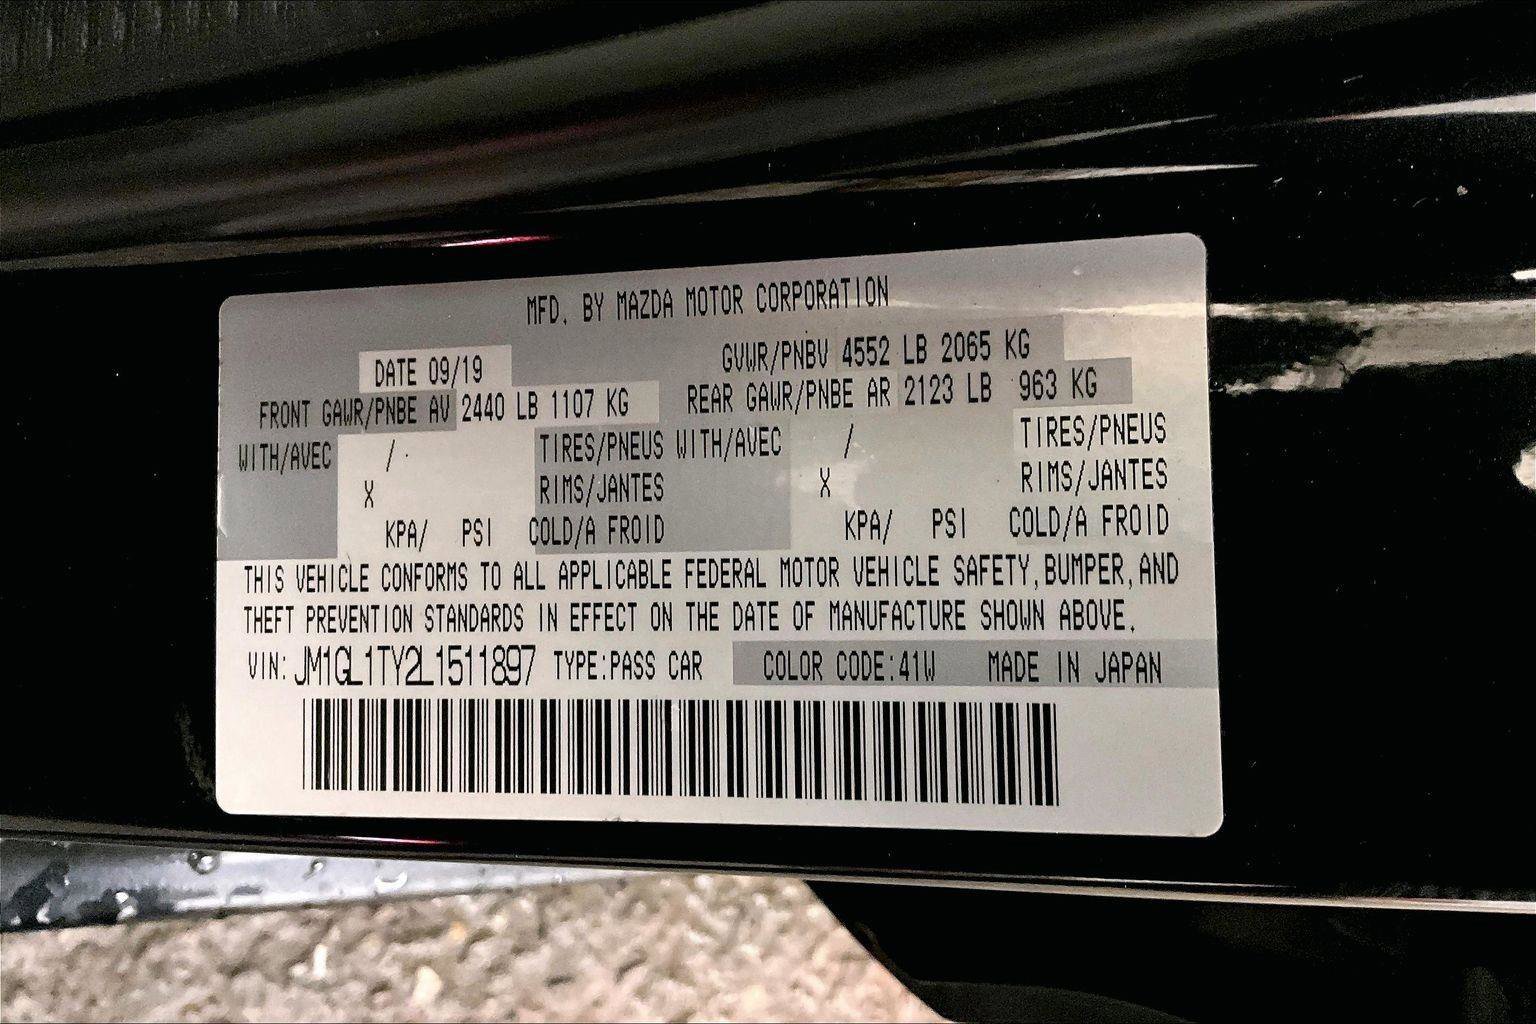 MFD. BY MAZDA MOTOR CORPORATION
DATE 09/19 GVWR/PNBV 4552 LB 2065 KG
FRONT GAWR/PNBE AV 2440 LB 1107 KG REAR GAWR/PNBE AR 2123 LB 963 KG
WITH/AVEC / TIRES/PNEUS WITH/AVEC / TIRES/PNEUS
X RIMS/JANTES X RIMS/JANTES
KPA/ PSI COLD/A FROID KPA/ PSI COLD/A FROID
THIS VEHICLE CONFORMS TO ALL APPLICABLE FEDERAL MOTOR VEHICLE SAFETY, BUMPER, AND
THEFT PREVENTION STANDARDS IN EFFECT ON THE DATE OF MANUFACTURE SHOWN ABOVE.
VIN: JM1GL1TY2L1511897 TYPE:PASS CAR COLOR CODE:41W MADE IN JAPAN